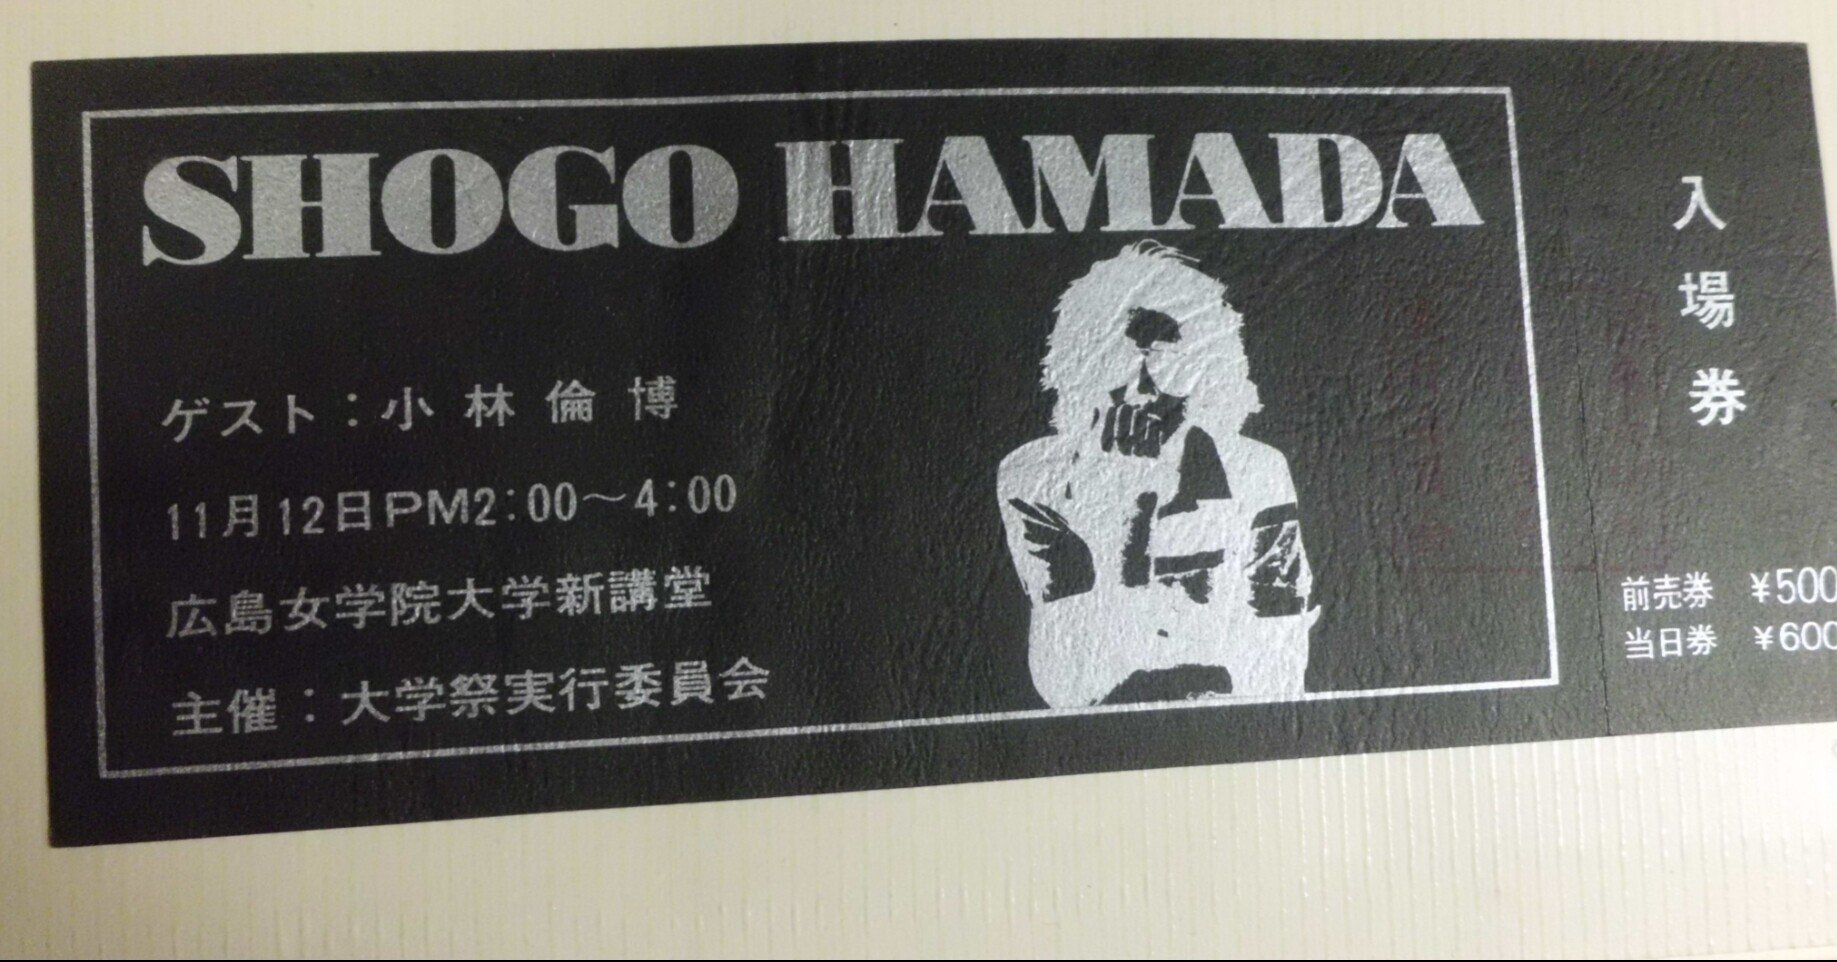 SHOGO HAMADA
ゲスト：小林倫博
11月12日PM2:00～4:00
広島女学院大学新講堂
主催：大学祭実行委員会
入場券
前売券 ¥500
当日券 ¥600